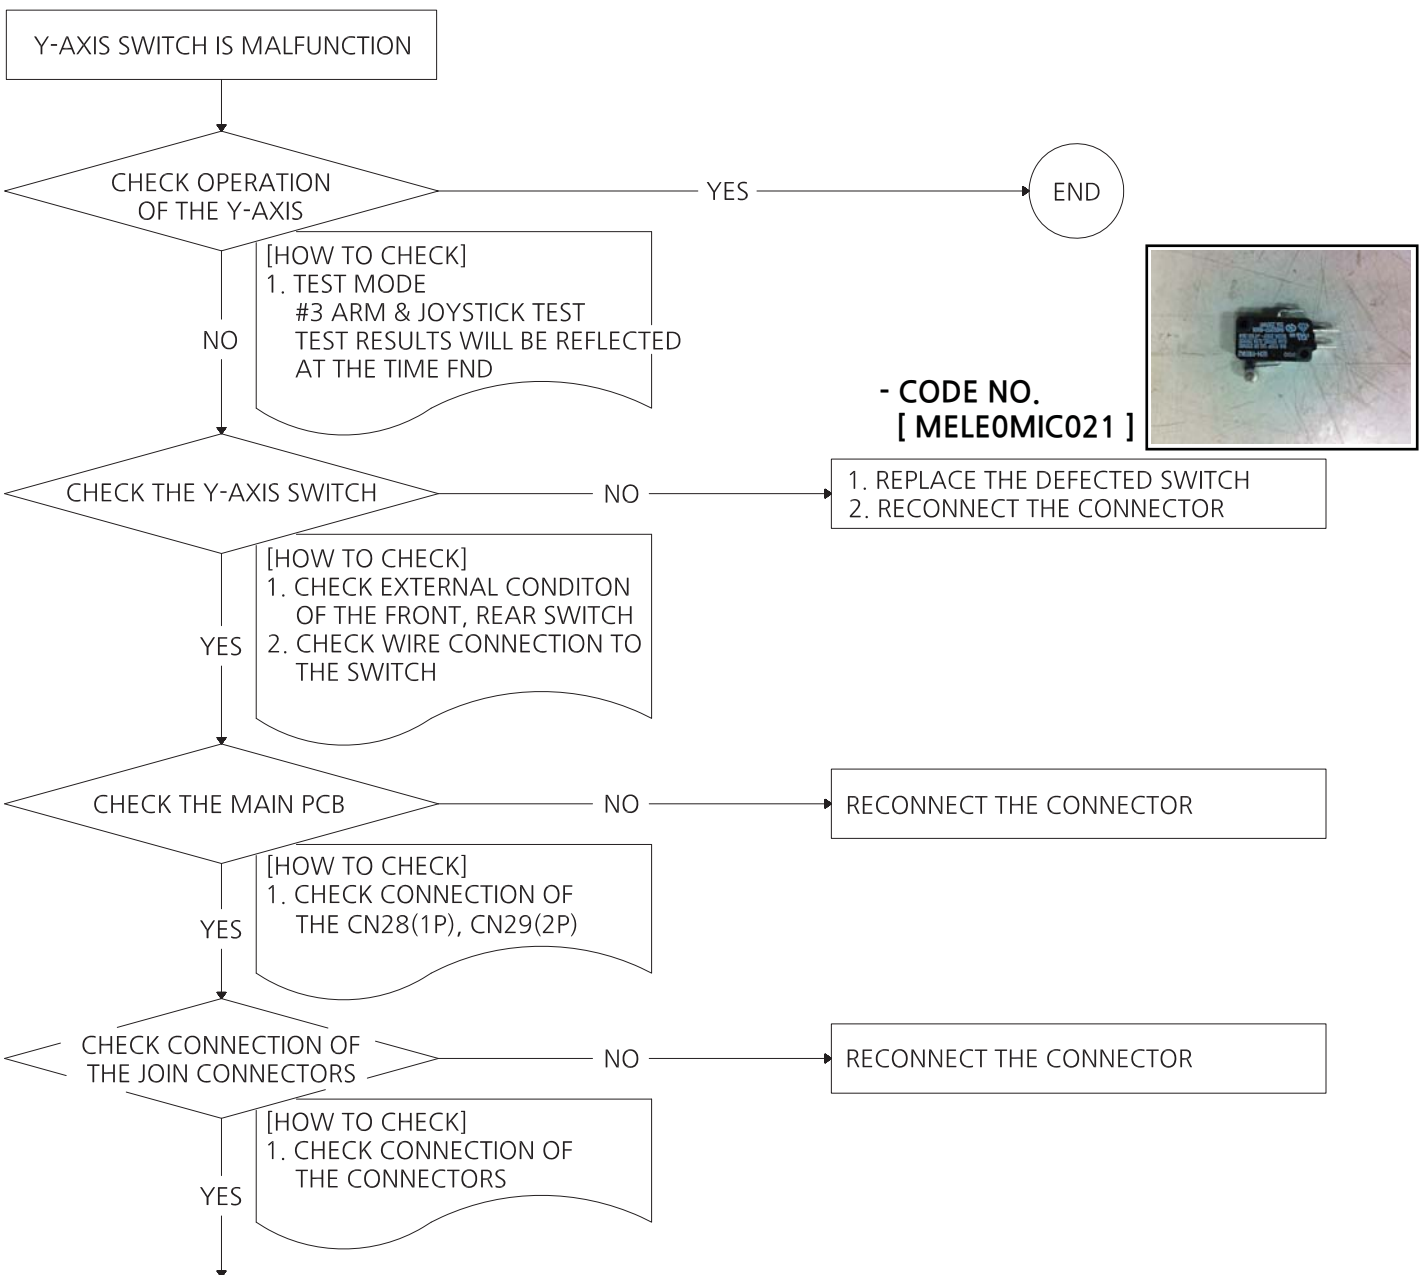 Y-AXIS SWITCH IS MALFUNCTION
CHECK OPERATION
OF THE Y-AXIS
YES
END
[HOW TO CHECK]
1. TEST MODE
#3 ARM & JOYSTICK TEST
TEST RESULTS WILL BE REFLECTED
AT THE TIME FND
NO
- CODE NO.
[ MELE0MIC021 ]
CHECK THE Y-AXIS SWITCH
NO
1. REPLACE THE DEFECTED SWITCH
2. RECONNECT THE CONNECTOR
[HOW TO CHECK]
1. CHECK EXTERNAL CONDITON
OF THE FRONT, REAR SWITCH
2. CHECK WIRE CONNECTION TO
THE SWITCH
YES
CHECK THE MAIN PCB
NO
RECONNECT THE CONNECTOR
[HOW TO CHECK]
1. CHECK CONNECTION OF
THE CN28(1P), CN29(2P)
YES
CHECK CONNECTION OF
THE JOIN CONNECTORS
NO
RECONNECT THE CONNECTOR
[HOW TO CHECK]
1. CHECK CONNECTION OF
THE CONNECTORS
YES